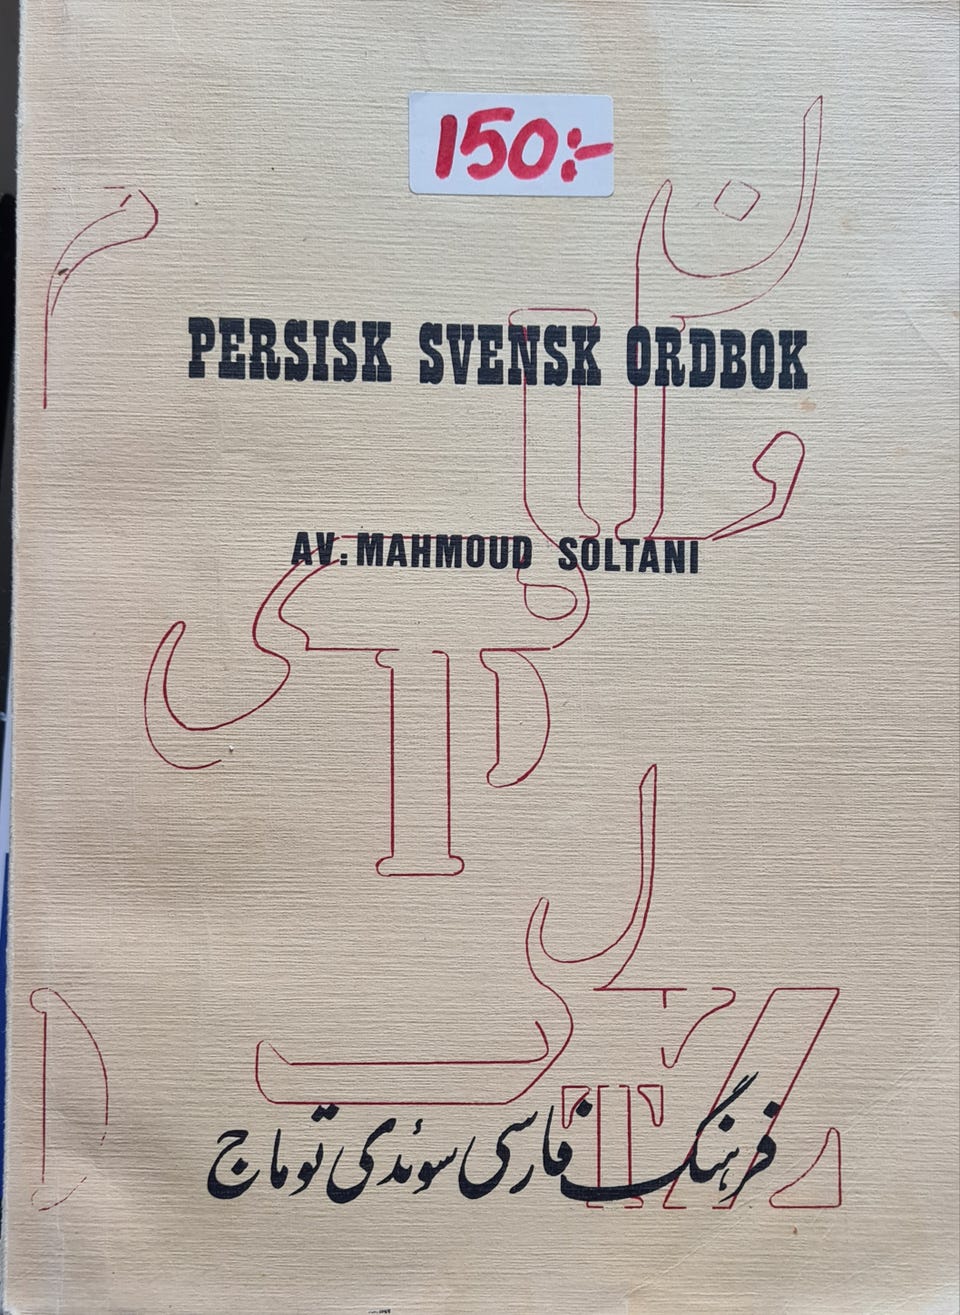 150:-
PERSISK SVENSK ORDBOK
AV: MAHMOUD SOLTANI
فرهنگ فارسی سوئدی توماج